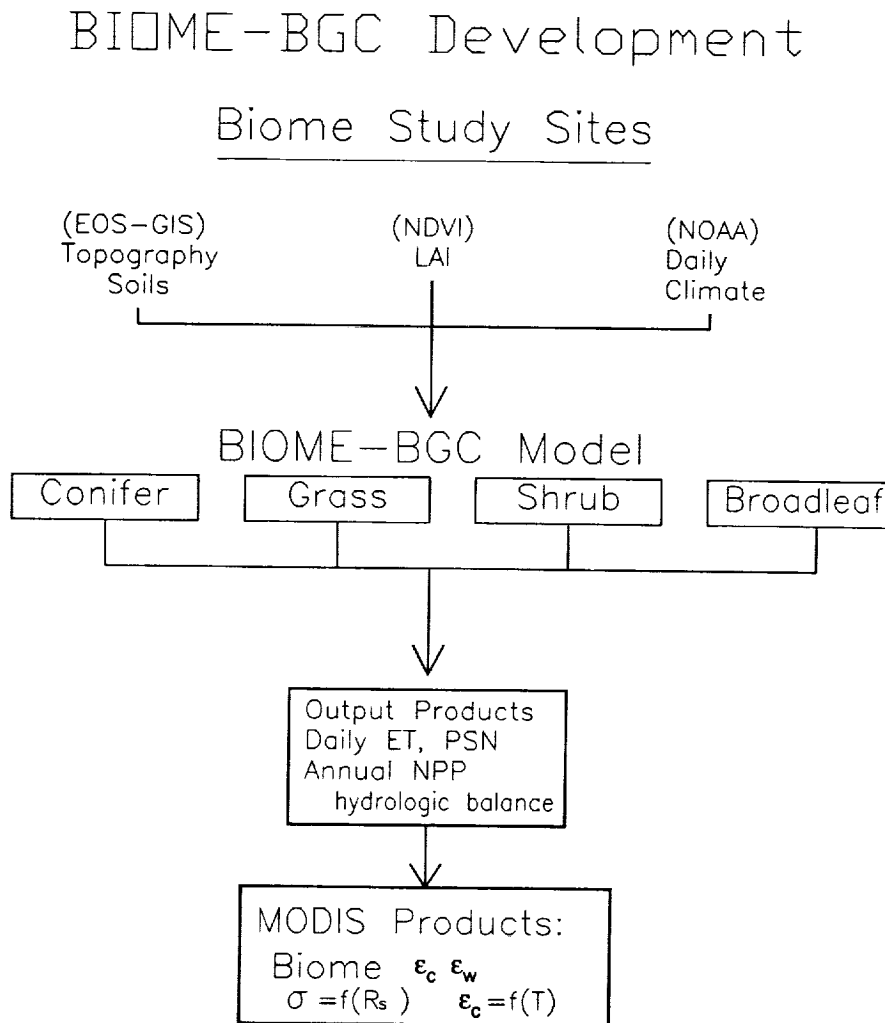 BIOME-BGC Development
Biome Study Sites
(EOS-GIS)
Topography
Soils
(NDVI)
LAI
(NOAA)
Daily
Climate
BIOME-BGC Model
Conifer
Grass
Shrub
Broadleaf
Output Products
Daily ET, PSN
Annual NPP
hydrologic balance
MODIS Products:
Biome εc εw
σ=f(Rs) εc=f(T)